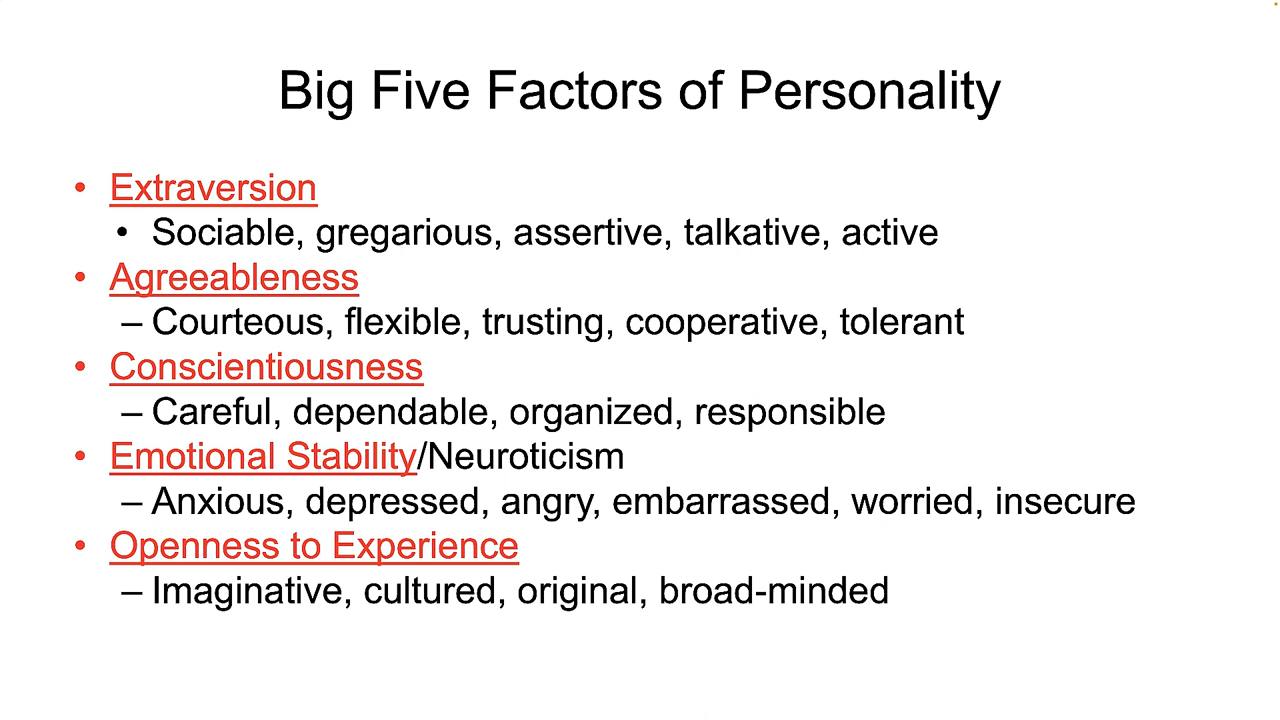 Big Five Factors of Personality
• Extraversion
• Sociable, gregarious, assertive, talkative, active
• Agreeableness
– Courteous, flexible, trusting, cooperative, tolerant
• Conscientiousness
– Careful, dependable, organized, responsible
• Emotional Stability/Neuroticism
– Anxious, depressed, angry, embarrassed, worried, insecure
• Openness to Experience
– Imaginative, cultured, original, broad-minded